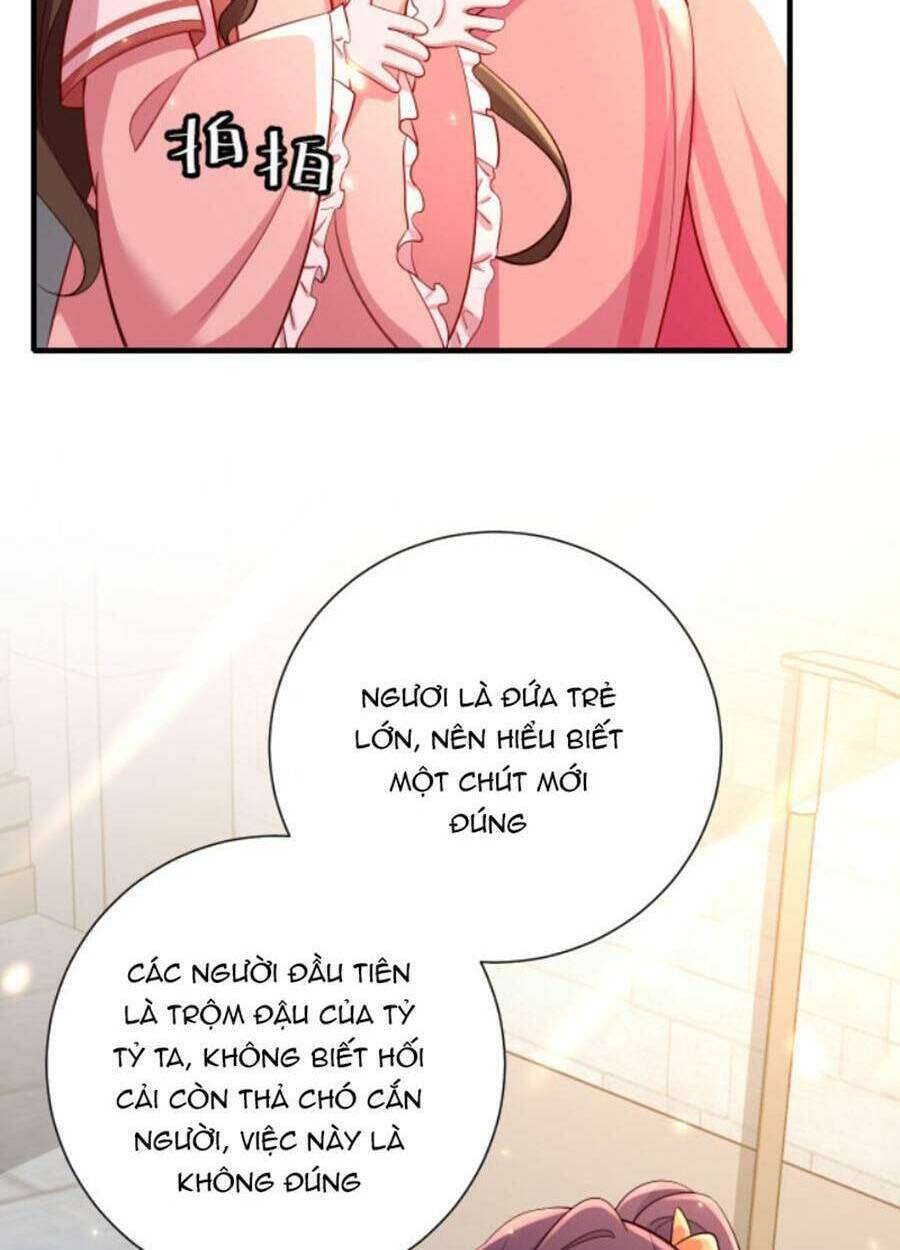 拍拍
NGƯƠI LÀ ĐỨA TRẺ
LỚN, NÊN HIỂU BIẾT
MỘT CHÚT MỚI
ĐÚNG
CÁC NGƯỜI ĐẦU TIÊN
LÀ TRỘM ĐẬU CỦA TỶ
TỶ TA, KHÔNG BIẾT HỐI
CẢI CÒN THẢ CHÓ CẮN
NGƯỜI, VIỆC NÀY LÀ
KHÔNG ĐÚNG